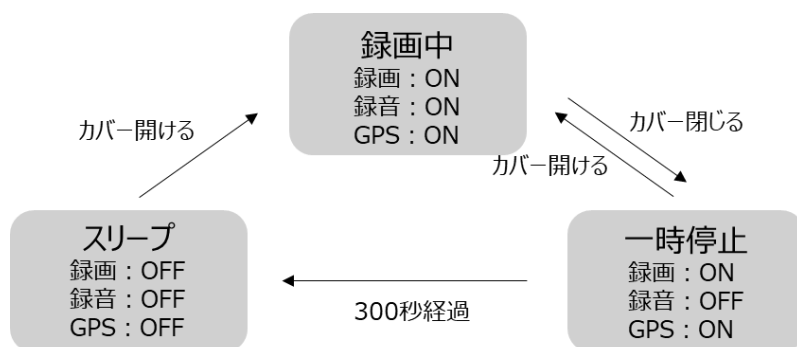 録画中
録画：ON
録音：ON
GPS：ON
カバー開ける
カバー閉じる
カバー開ける
スリープ
録画：OFF
録音：OFF
GPS：OFF
一時停止
録画：ON
録音：OFF
GPS：ON
300秒経過